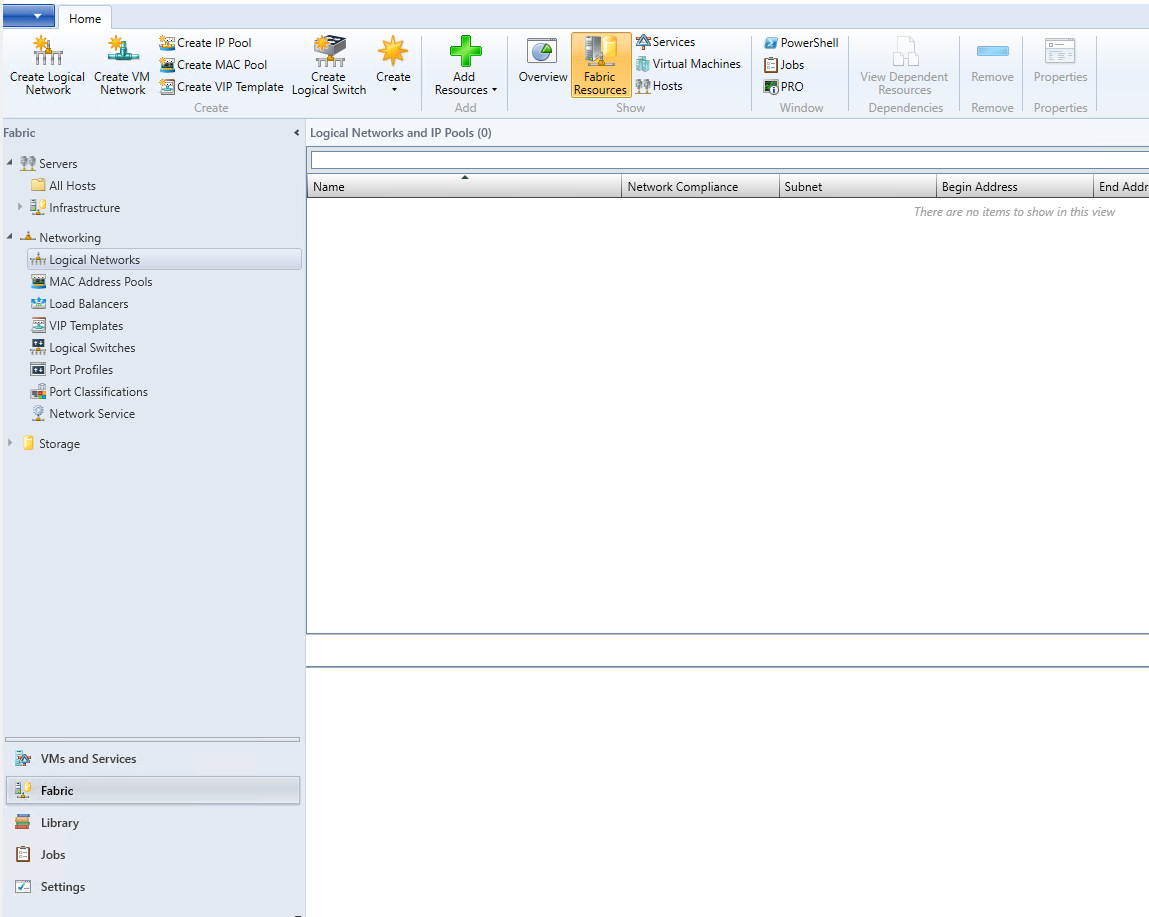 Home
Create Logical Network
Create VM Network
Create IP Pool
Create MAC Pool
Create VIP Template
Create Logical Switch
Create
Create
Add Resources
Add
Overview
Fabric Resources
Services
Virtual Machines
Hosts
Show
PowerShell
Jobs
PRO
Window
View Dependent Resources
Dependencies
Remove
Remove
Properties
Properties
Fabric
Servers
All Hosts
Infrastructure
Networking
Logical Networks
MAC Address Pools
Load Balancers
VIP Templates
Logical Switches
Port Profiles
Port Classifications
Network Service
Storage
VMs and Services
Fabric
Library
Jobs
Settings
Logical Networks and IP Pools (0)
Name Network Compliance Subnet Begin Address End Addr
There are no items to show in this view